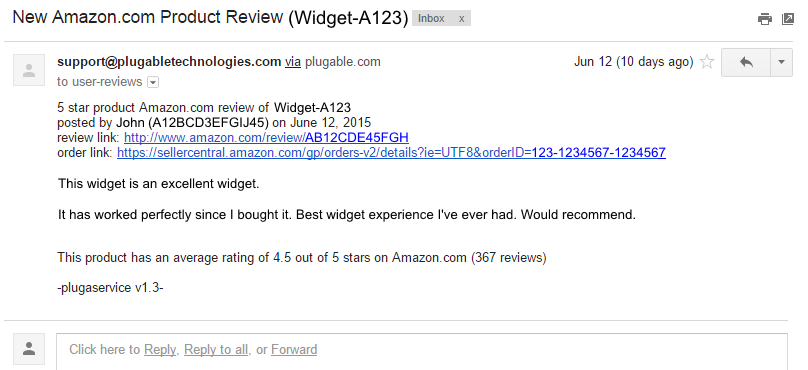 New Amazon.com Product Review (Widget-A123) Inbox x
support@plugabletechnologies.com via plugable.com Jun 12 (10 days ago)
to user-reviews
5 star product Amazon.com review of Widget-A123
posted by John (A12BCD3EFGIJ45) on June 12, 2015
review link: http://www.amazon.com/review/AB12CDE45FGH
order link: https://sellercentral.amazon.com/gp/orders-v2/details?ie=UTF8&orderID=123-1234567-1234567
This widget is an excellent widget.
It has worked perfectly since I bought it. Best widget experience I've ever had. Would recommend.
This product has an average rating of 4.5 out of 5 stars on Amazon.com (367 reviews)
-plugaservice v1.3-
Click here to Reply, Reply to all, or Forward